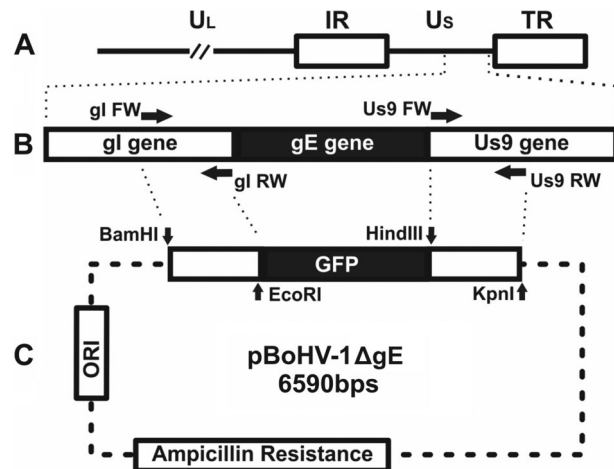 A
UL
IR
US
TR
gI FW
Us9 FW
B
gI gene
gE gene
Us9 gene
gI RW
Us9 RW
BamHI
HindIII
GFP
EcoRI
KpnI
C
ORI
pBoHV-1ΔgE
6590bps
Ampicillin Resistance